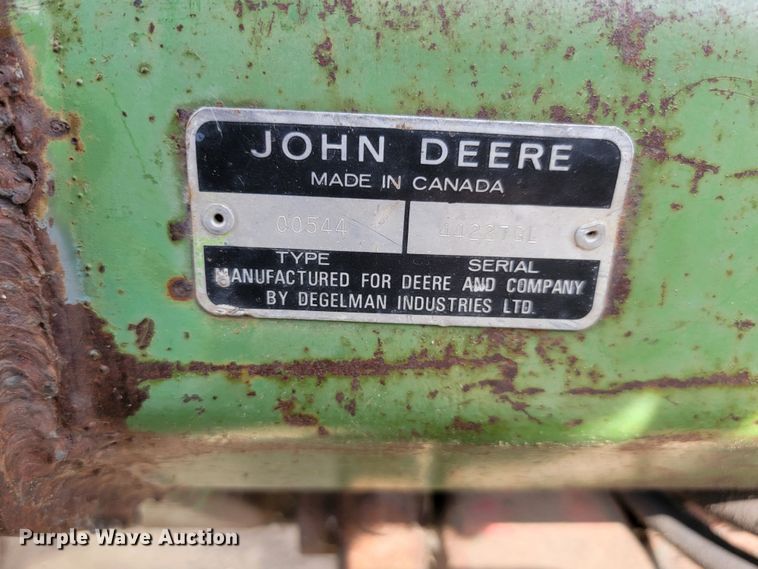 JOHN DEERE
MADE IN CANADA
00544
TYPE SERIAL
MANUFACTURED FOR DEERE AND COMPANY
BY DEGELMAN INDUSTRIES LTD.
Purple Wave Auction